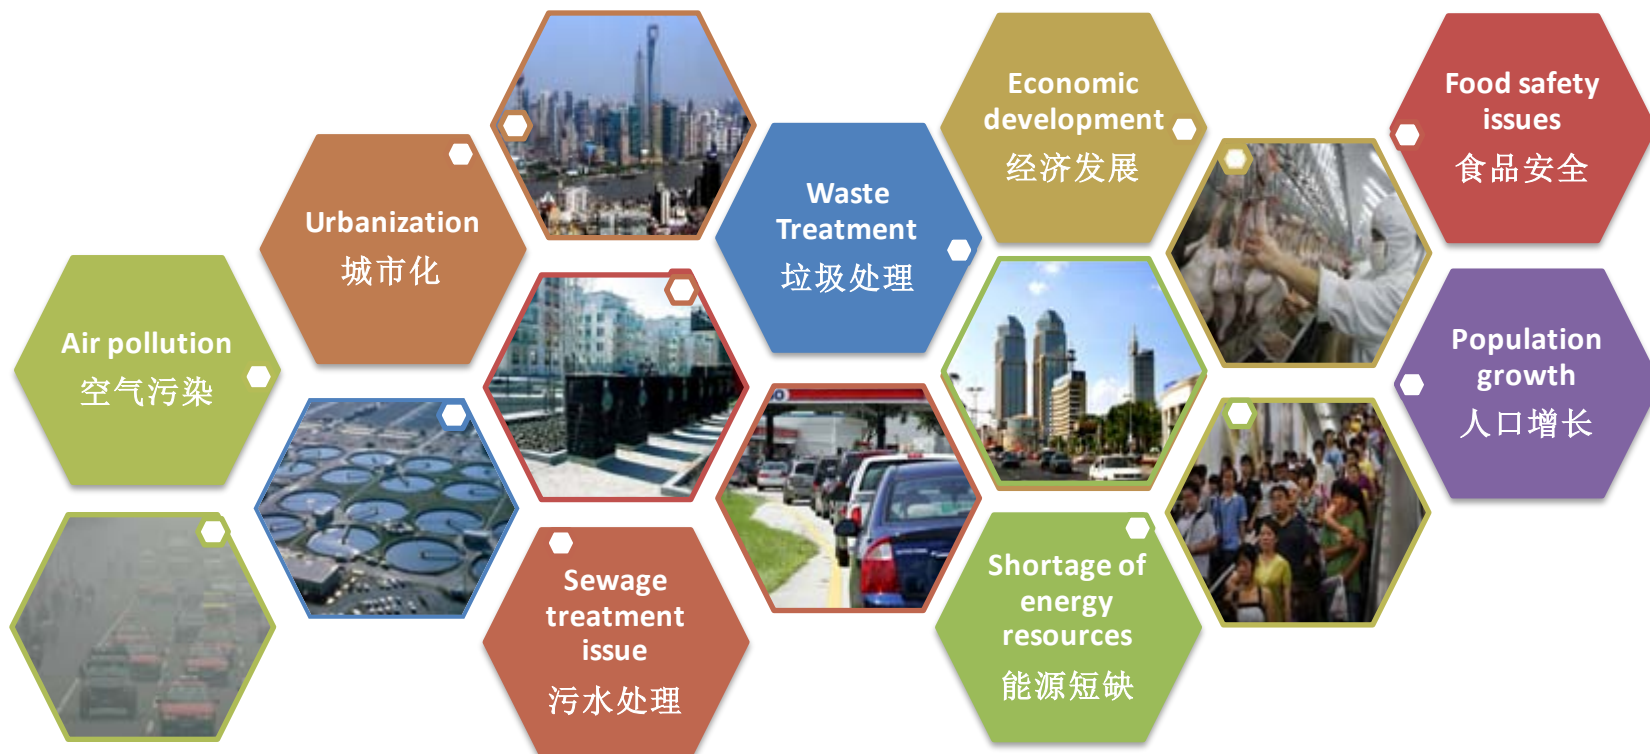 Air pollution
空气污染
Urbanization
城市化
Sewage
treatment
issue
污水处理
Waste
Treatment
垃圾处理
Economic
development
经济发展
Shortage of
energy
resources
能源短缺
Food safety
issues
食品安全
Population
growth
人口增长